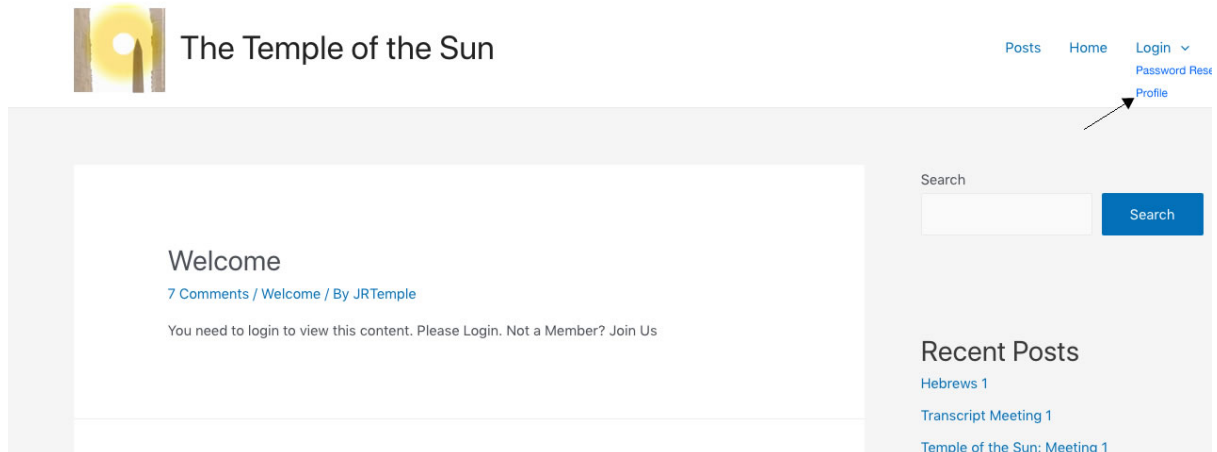 The Temple of the Sun
Posts Home Login
Password Rese
Profile
Search
Search
Welcome
7 Comments / Welcome / By JRTemple
You need to login to view this content. Please Login. Not a Member? Join Us
Recent Posts
Hebrews 1
Transcript Meeting 1
Temple of the Sun: Meeting 1